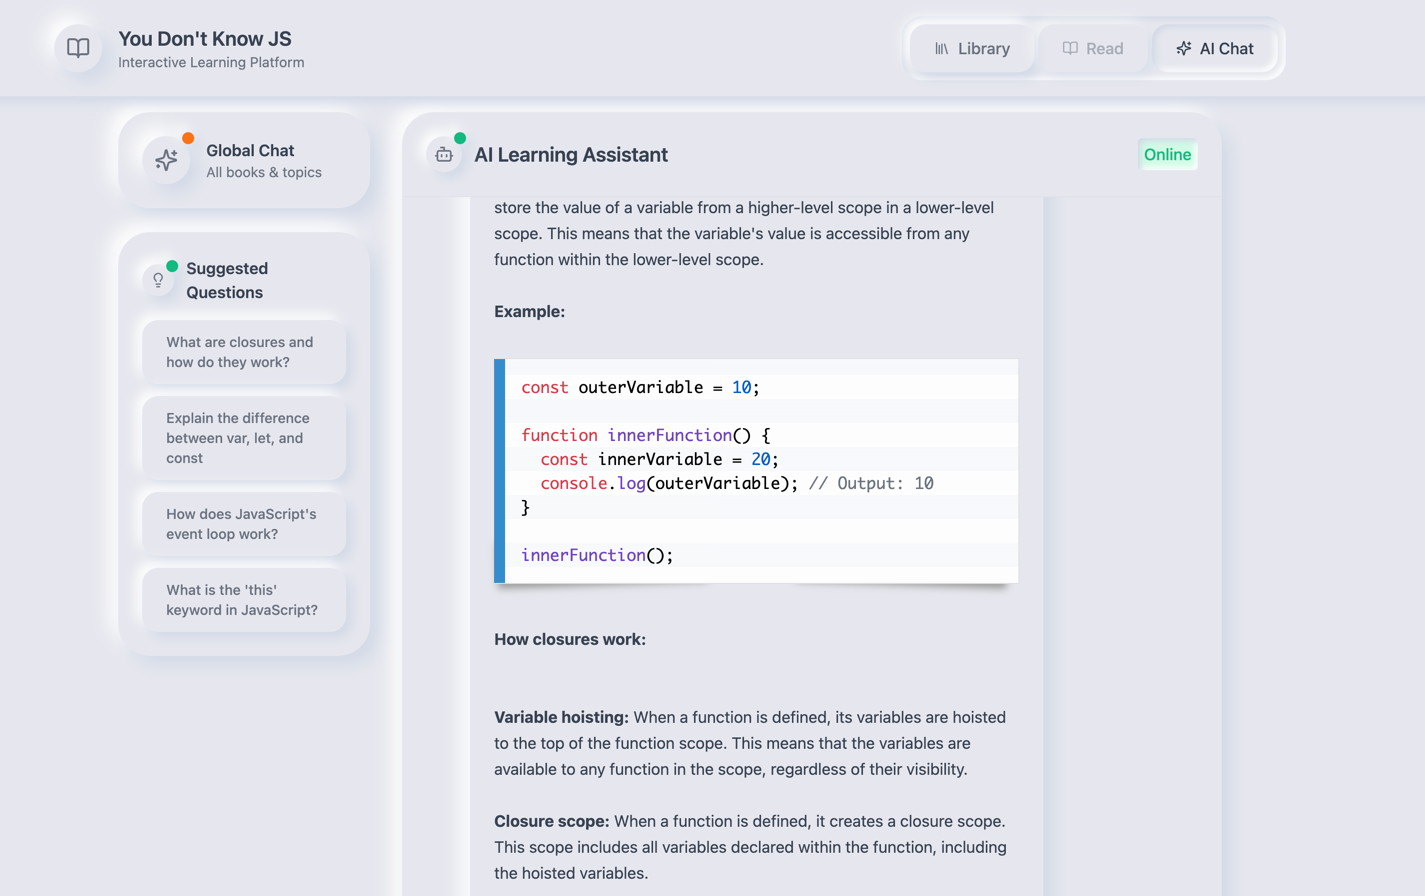 You Don't Know JS
Interactive Learning Platform
Library
Read
AI Chat
Global Chat
All books & topics
Suggested
Questions
What are closures and
how do they work?
Explain the difference
between var, let, and
const
How does JavaScript's
event loop work?
What is the 'this'
keyword in JavaScript?
AI Learning Assistant
Online
store the value of a variable from a higher-level scope in a lower-level
scope. This means that the variable's value is accessible from any
function within the lower-level scope.
Example:
const outerVariable = 10;
function innerFunction() {
  const innerVariable = 20;
  console.log(outerVariable); // Output: 10
}
innerFunction();
How closures work:
Variable hoisting: When a function is defined, its variables are hoisted
to the top of the function scope. This means that the variables are
available to any function in the scope, regardless of their visibility.
Closure scope: When a function is defined, it creates a closure scope.
This scope includes all variables declared within the function, including
the hoisted variables.